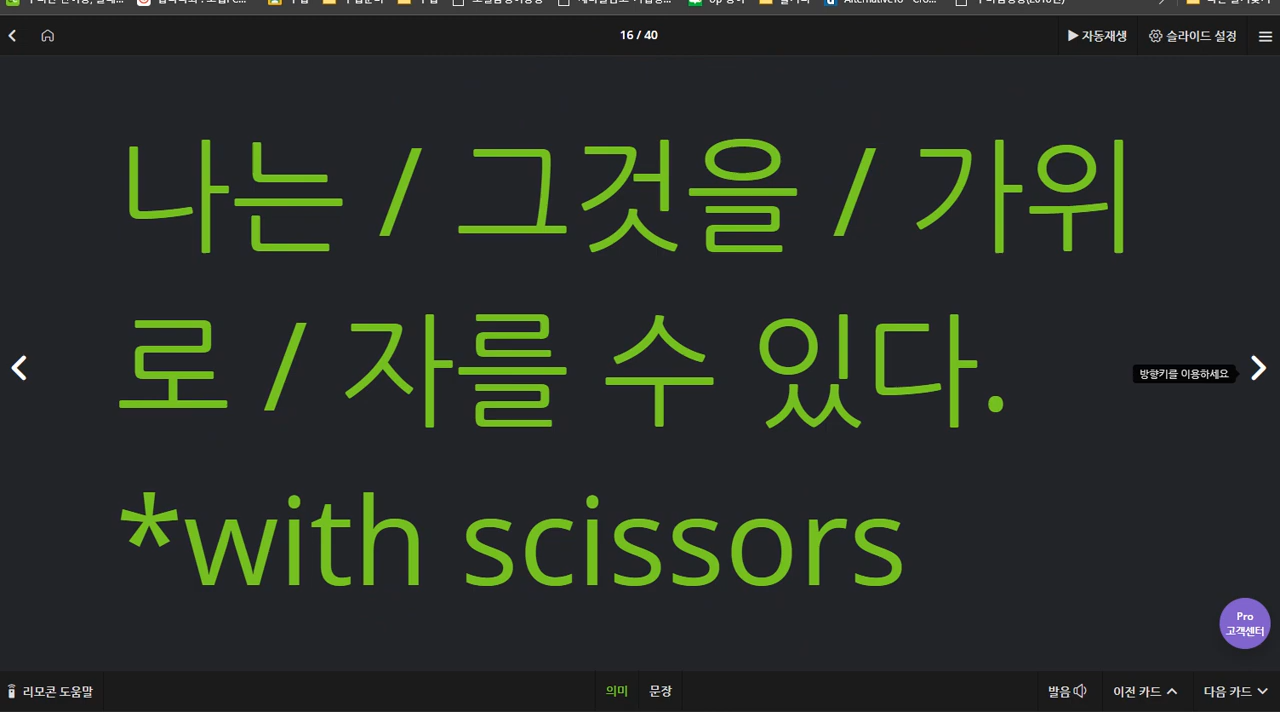 16 / 40
▶ 자동재생
슬라이드 설정
나는 / 그것을 / 가위
로 / 자를 수 있다.
*with scissors
방향키를 이용하세요
Pro
고객센터
리모콘 도움말
의미
문장
발음
이전 카드
다음 카드